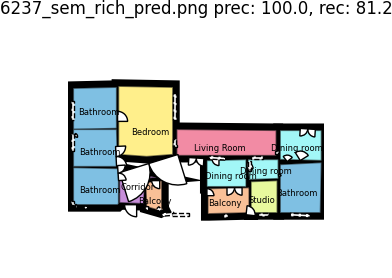 6237_sem_rich_pred.png prec: 100.0, rec: 81.2
Bathroom
Bedroom
Living Room
Dining room
Bathroom
Dining room
Dining room
Bathroom
Corridor
Balcony
Balcony
Studio
Bathroom